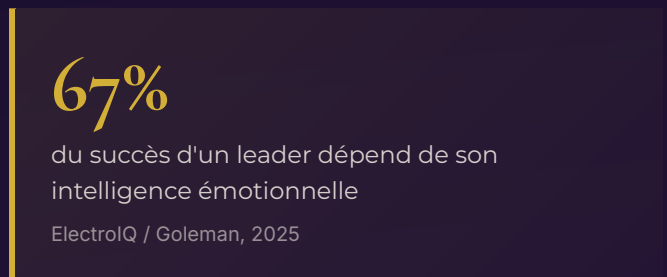 67%
du succès d'un leader dépend de son
intelligence émotionnelle
ElectroIQ / Goleman, 2025